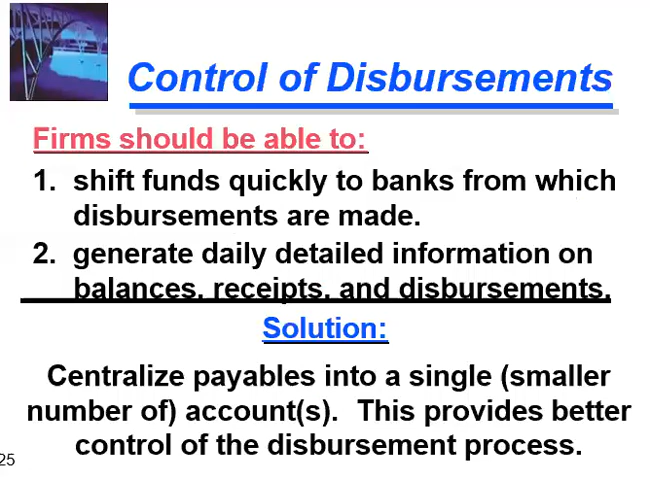 Control of Disbursements
Firms should be able to:
1. shift funds quickly to banks from which
disbursements are made.
2. generate daily detailed information on
balances, receipts, and disbursements.
Solution:
Centralize payables into a single (smaller
number of) account(s). This provides better
control of the disbursement process.
25